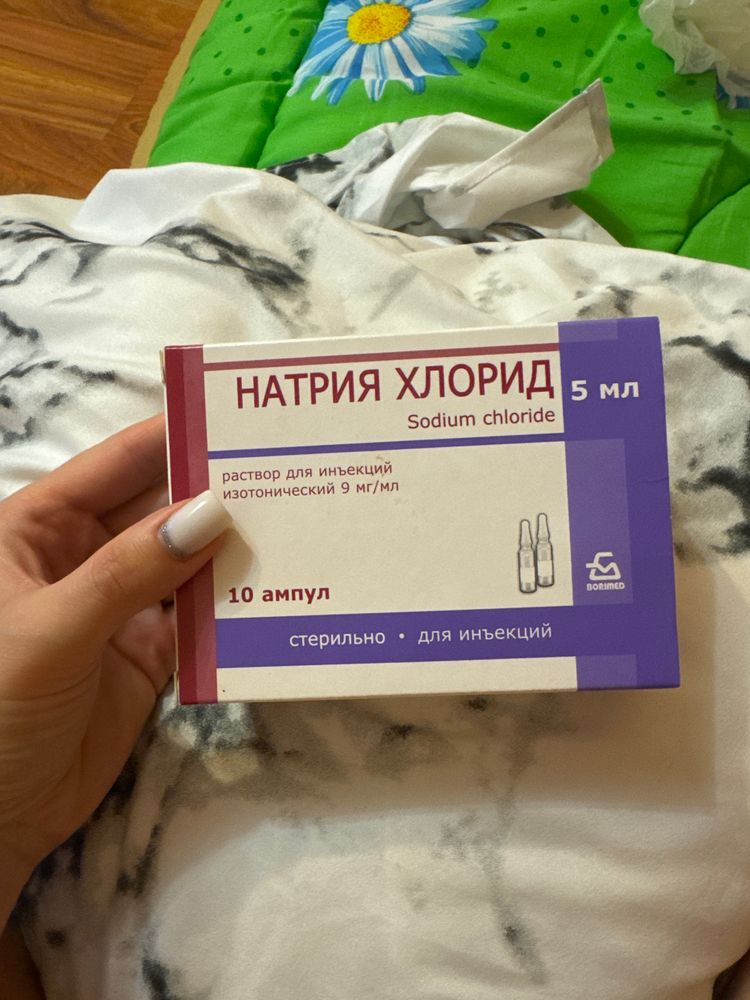 НАТРИЯ ХЛОРИД
5 мл
Sodium chloride
раствор для инъекций
изотонический 9 мг/мл
10 ампул
BORIMED
стерильно • для инъекций